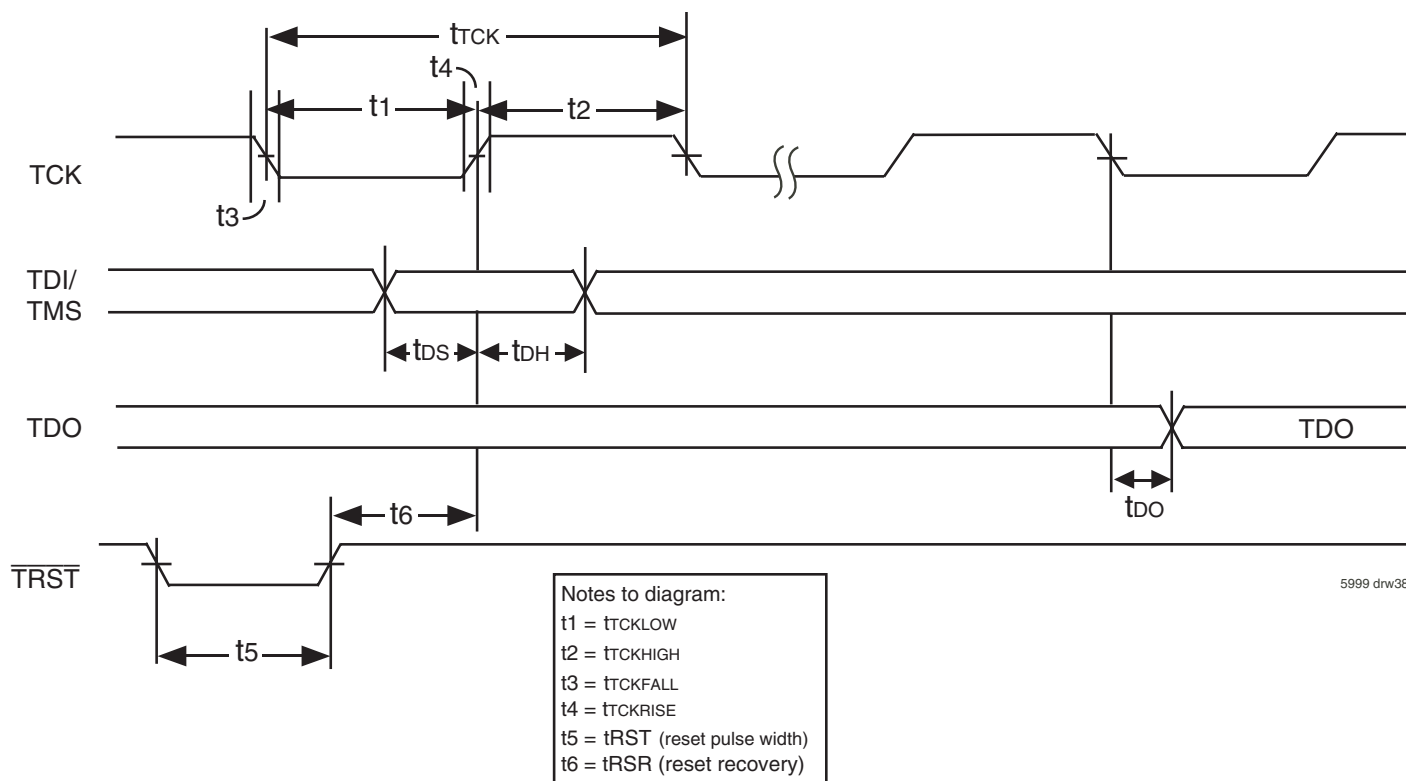 tTCK
t4
t1
t2
TCK
t3
TDI/
TMS
tDS
tDH
TDO
TDO
tDO
t6
TRST
5999 drw38
t5
Notes to diagram:
t1 = tTCKLOW
t2 = tTCKHIGH
t3 = tTCKFALL
t4 = tTCKRISE
t5 = tRST (reset pulse width)
t6 = tRSR (reset recovery)